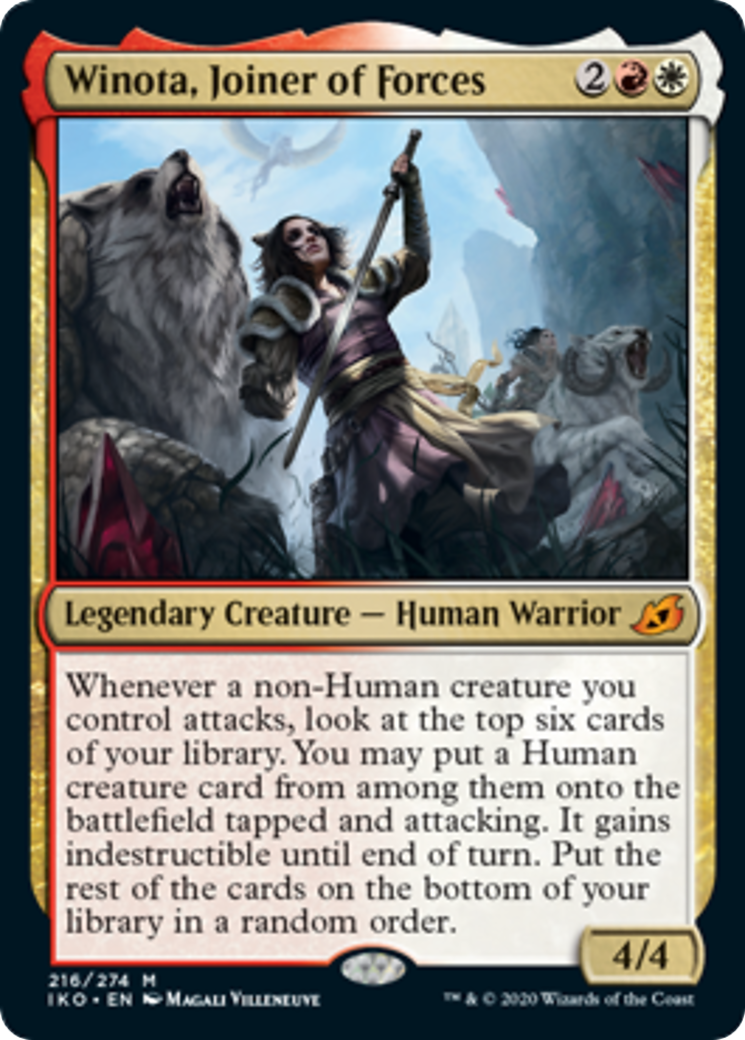 Winota, Joiner of Forces 2
Legendary Creature — Human Warrior
Whenever a non-Human creature you
control attacks, look at the top six cards
of your library. You may put a Human
creature card from among them onto the
battlefield tapped and attacking. It gains
indestructible until end of turn. Put the
rest of the cards on the bottom of your
library in a random order.
4/4
216/274 M
IKO • EN Magali Villeneuve
™ & © 2020 Wizards of the Coast